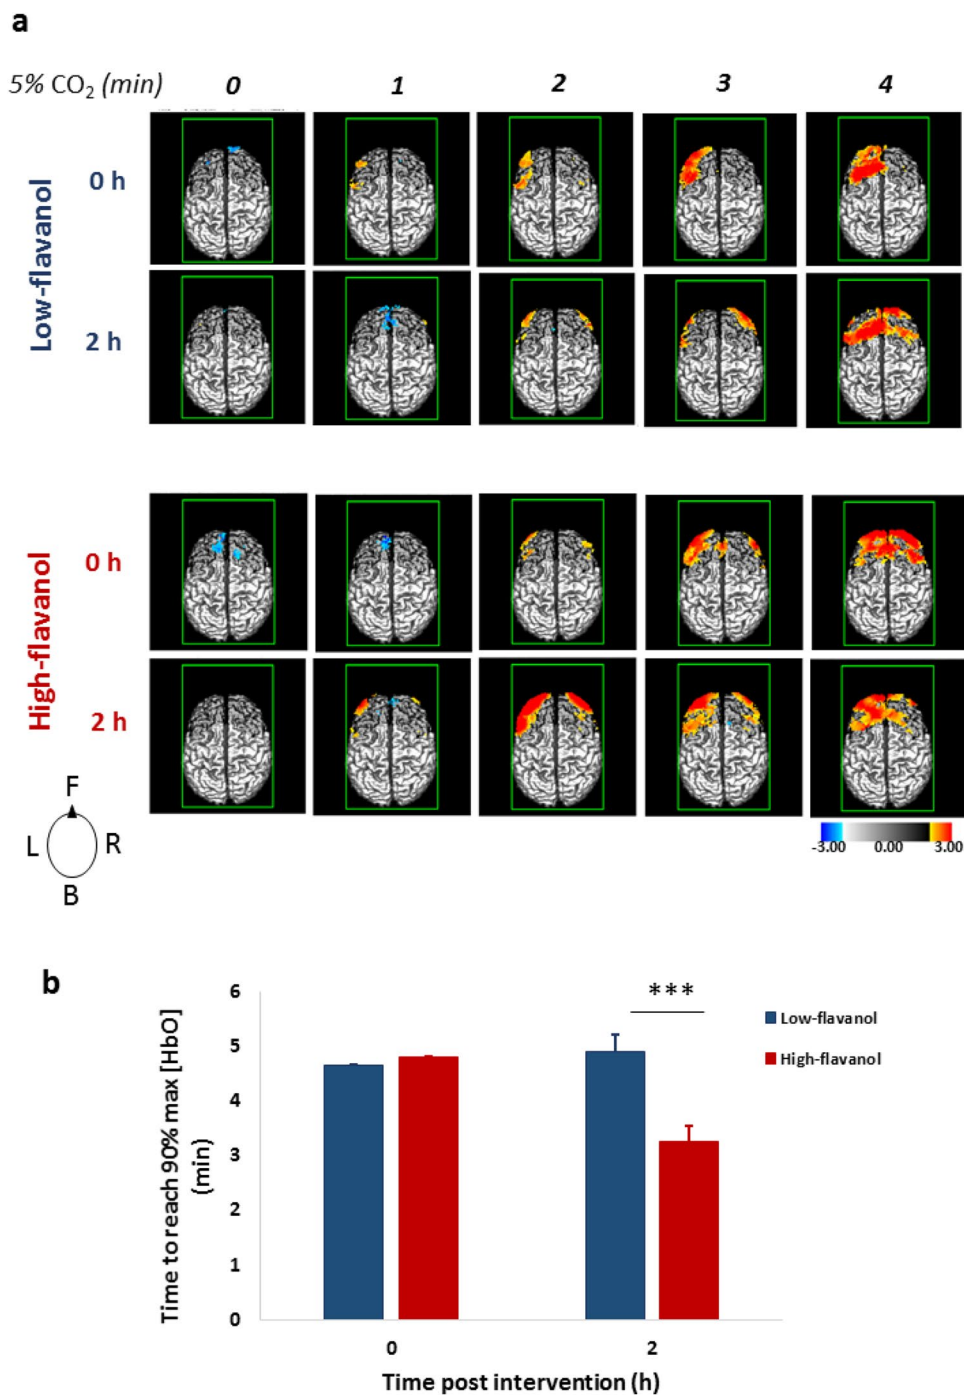 a
5% CO₂ (min) 0 1 2 3 4
Low-flavanol
0 h
2 h
High-flavanol
0 h
2 h
F
L R
B
-3.00 0.00 3.00
b
Time to reach 90% max [HbO]
(min)
6
5
4
3
2
1
0
***
Low-flavanol
High-flavanol
0 2
Time post intervention (h)